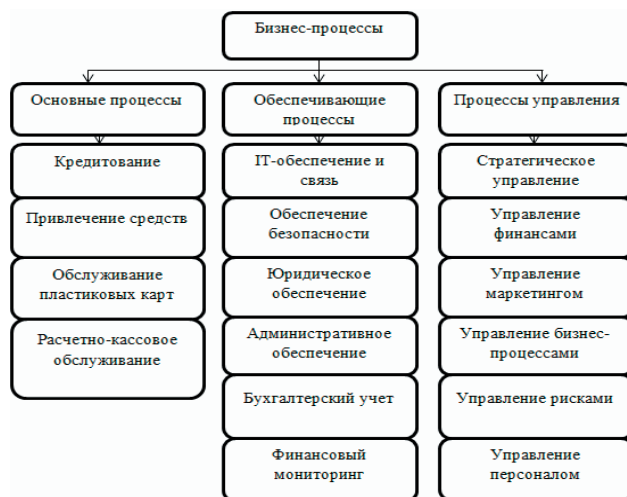 Бизнес-процессы
Основные процессы
Кредитование
Привлечение средств
Обслуживание
пластиковых карт
Расчетно-кассовое
обслуживание
Обеспечивающие
процессы
IT-обеспечение и
связь
Обеспечение
безопасности
Юридическое
обеспечение
Административное
обеспечение
Бухгалтерский учет
Финансовый
мониторинг
Процессы управления
Стратегическое
управление
Управление
финансами
Управление
маркетингом
Управление бизнес-
процессами
Управление рисками
Управление
персоналом